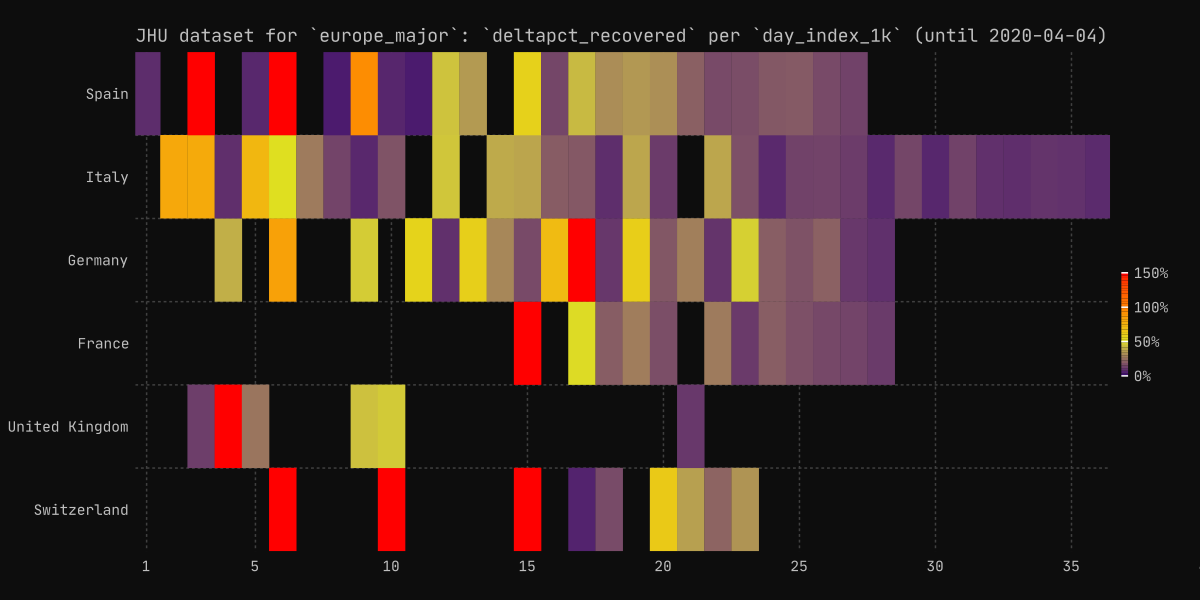 JHU dataset for `europe_major`: `deltapct_recovered` per `day_index_1k` (until 2020-04-04)
Spain
Italy
Germany
France
United Kingdom
Switzerland
150%
100%
50%
0%
1 5 10 15 20 25 30 35